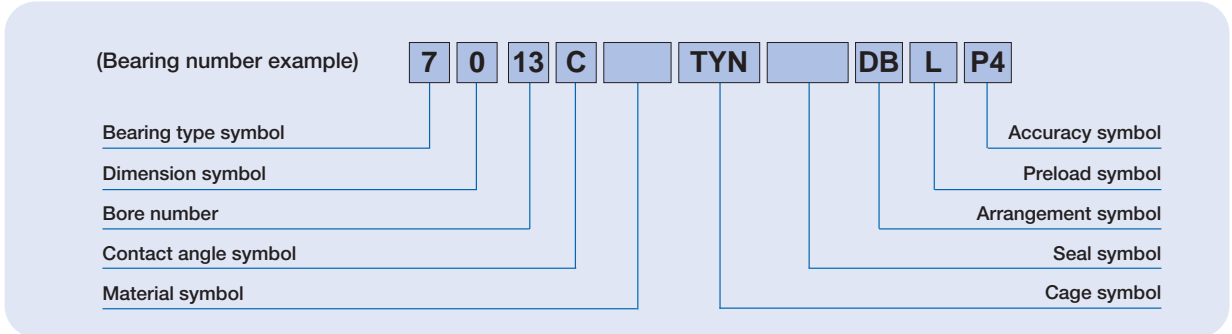 (Bearing number example) 7 0 13 C TYN DB L P4
Bearing type symbol Accuracy symbol
Dimension symbol Preload symbol
Bore number Arrangement symbol
Contact angle symbol Seal symbol
Material symbol Cage symbol